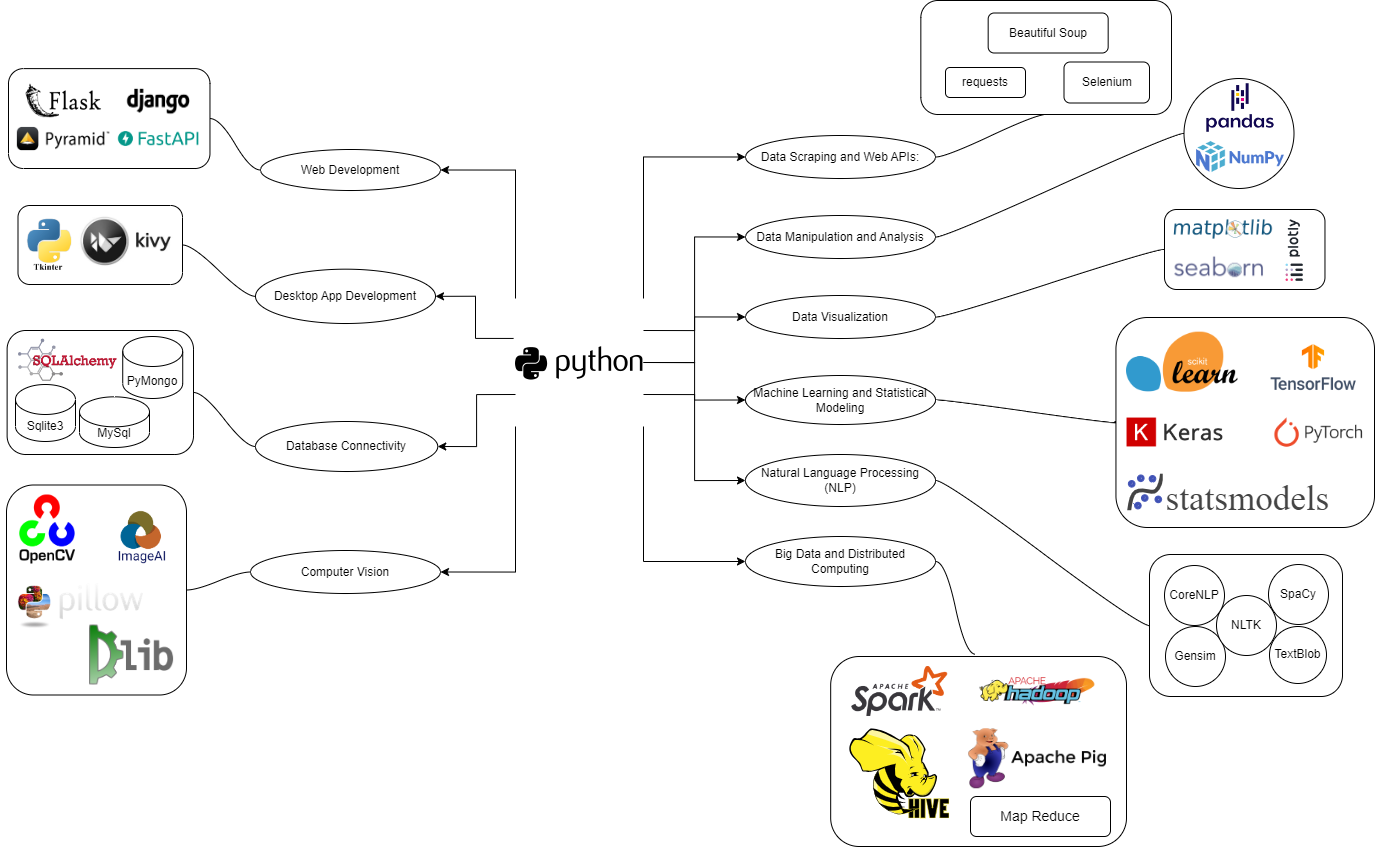 Flask
django
Pyramid
FastAPI
Web Development
Tkinter
kivy
Desktop App Development
SQLAlchemy
PyMongo
Sqlite3
MySql
Database Connectivity
OpenCV
ImageAI
pillow
Dlib
Computer Vision
python
Beautiful Soup
requests
Selenium
Data Scraping and Web APIs:
pandas
NumPy
Data Manipulation and Analysis
matplotlib
seaborn
plotly
Data Visualization
scikit
learn
TensorFlow
Keras
PyTorch
statsmodels
Machine Learning and Statistical
Modeling
Natural Language Processing
(NLP)
CoreNLP
SpaCy
NLTK
Gensim
TextBlob
Big Data and Distributed
Computing
APACHE
Spark
APACHE
hadoop
HIVE
Apache Pig
Map Reduce